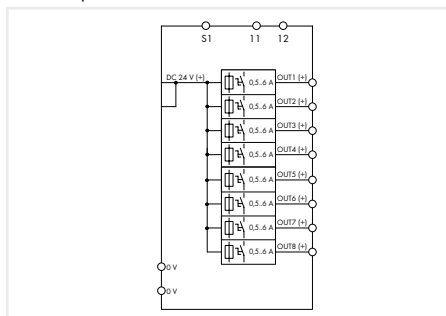 S1 11 12
DC 24 V (+) 0,5..6 A OUT1 (+)
0,5..6 A OUT2 (+)
0,5..6 A OUT3 (+)
0,5..6 A OUT4 (+)
0,5..6 A OUT5 (+)
0,5..6 A OUT6 (+)
0,5..6 A OUT7 (+)
0,5..6 A OUT8 (+)
0 V
0 V